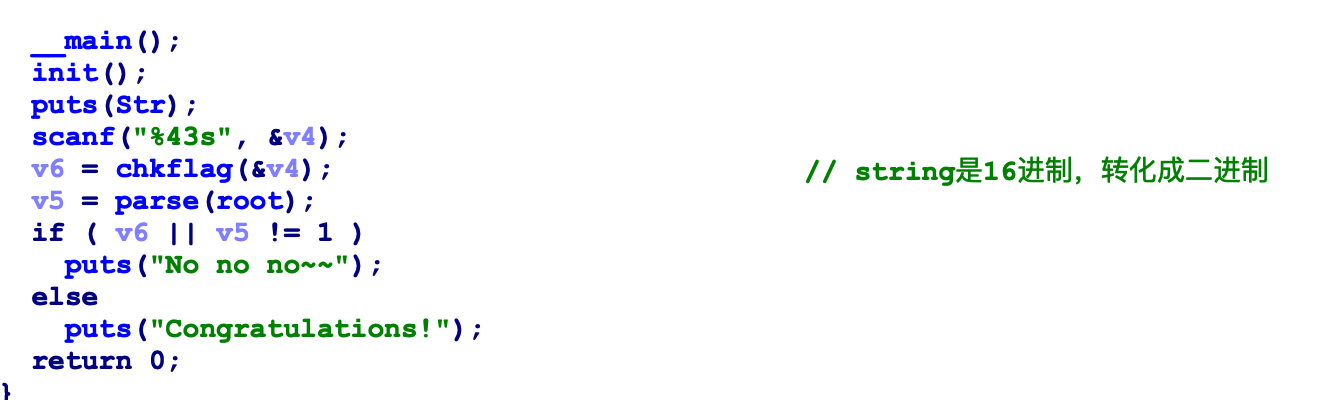 __main();
init();
puts(Str);
scanf("%43s", &v4);
v6 = chkflag(&v4); // string是16进制，转化成二进制
v5 = parse(root);
if ( v6 || v5 != 1 )
puts("No no no~~");
else
puts("Congratulations!");
return 0;
}